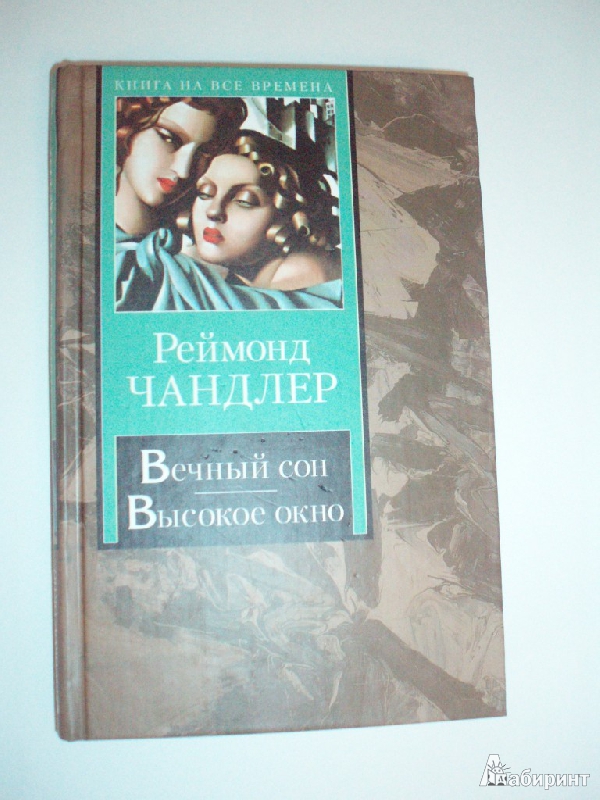 КНИГА НА ВСЕ ВРЕМЕНА
Реймонд
ЧАНДЛЕР
Вечный сон
Высокое окно
Лабиринт